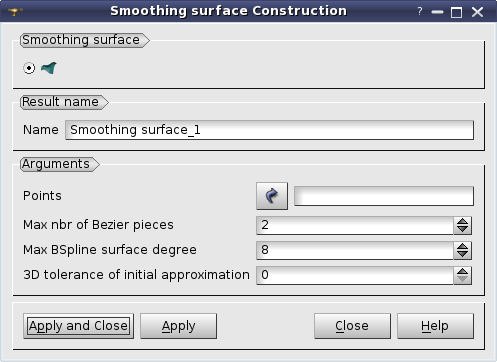 Smoothing surface Construction ?
Smoothing surface
Result name
Name Smoothing surface_1
Arguments
Points
Max nbr of Bezier pieces 2
Max BSpline surface degree 8
3D tolerance of initial approximation 0
Apply and Close Apply Close Help